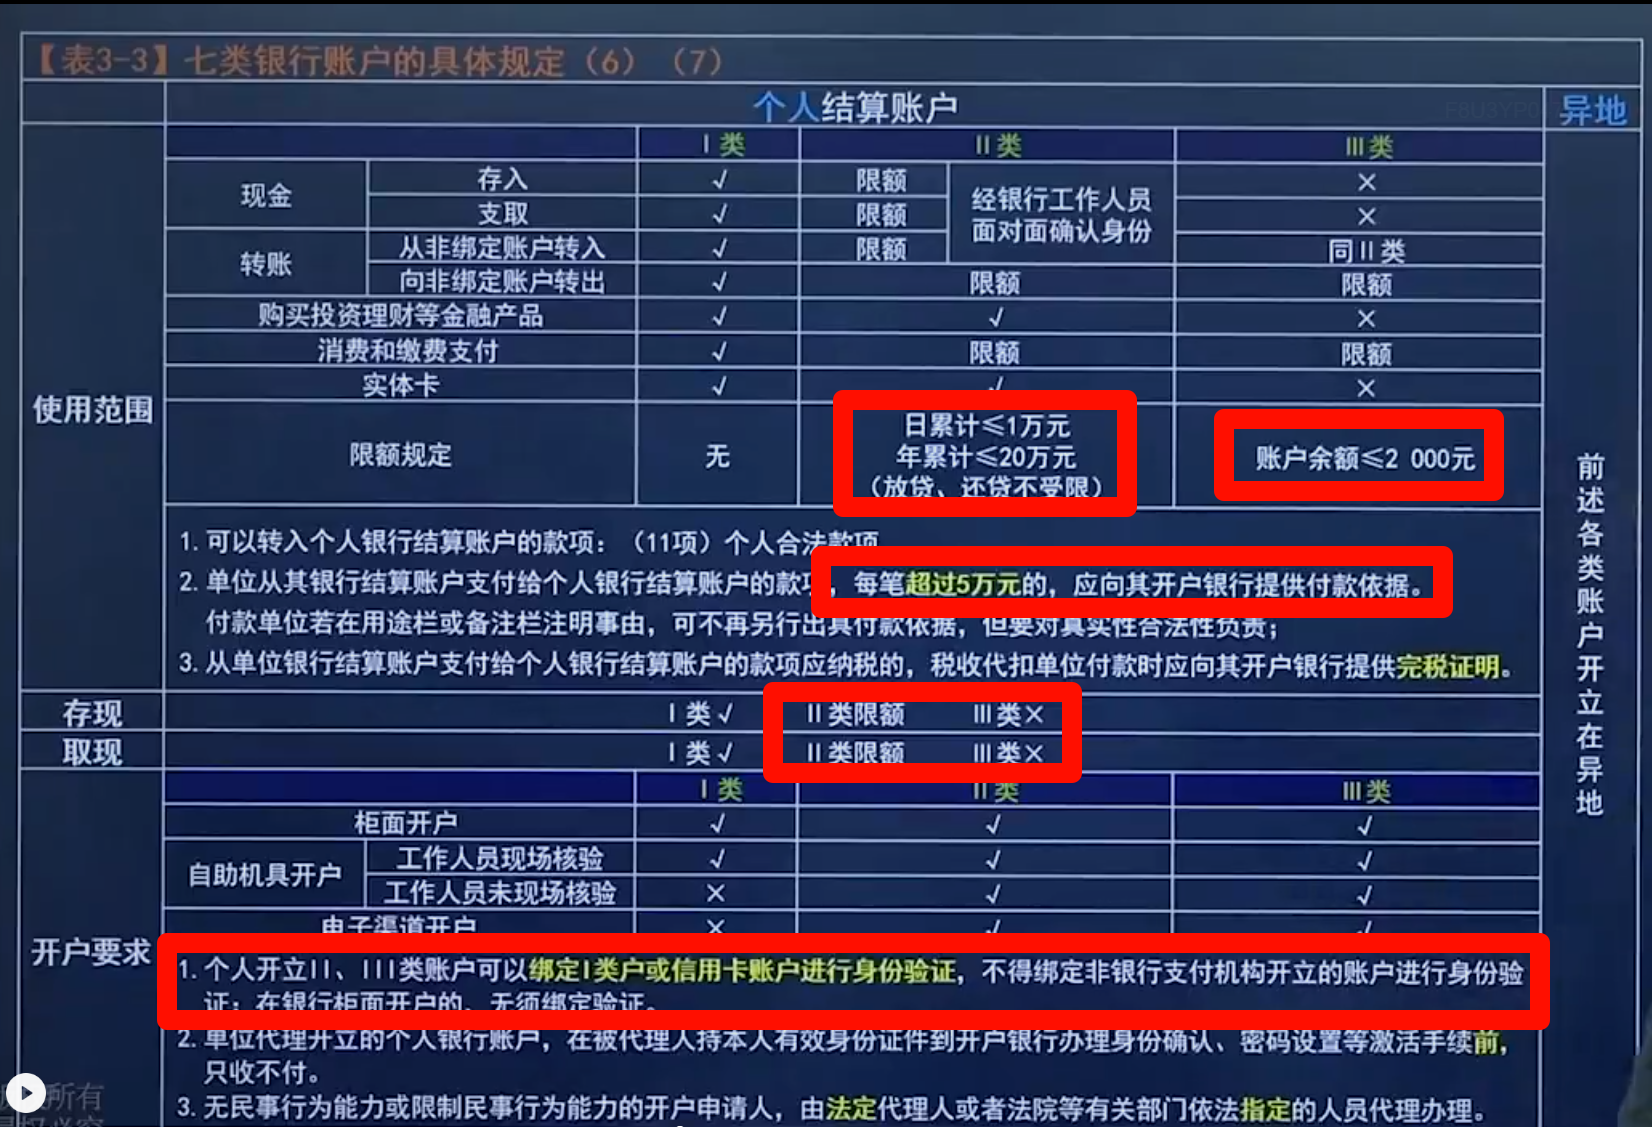 【表3-3】七类银行账户的具体规定（6）（7）
个人结算账户 异地
Ⅰ类 Ⅱ类 Ⅲ类
现金 存入 √ 限额 经银行工作人员面对面确认身份 ×
支取 √ 限额 ×
转账 从非绑定账户转入 √ 限额 同Ⅱ类
向非绑定账户转出 √ 限额 限额
购买投资理财等金融产品 √ √ ×
消费和缴费支付 √ 限额 限额
实体卡 √ √ ×
使用范围
限额规定 无 日累计≤1万元
年累计≤20万元
（放贷、还贷不受限）
账户余额≤2 000元
前述各类账户开立在异地
1. 可以转入个人银行结算账户的款项：（11项）个人合法款项
2. 单位从其银行结算账户支付给个人银行结算账户的款项，每笔超过5万元的，应向其开户银行提供付款依据。
付款单位若在用途栏或备注栏注明事由，可不再另行出具付款依据，但要对真实性合法性负责；
3. 从单位银行结算账户支付给个人银行结算账户的款项应纳税的，税收代扣单位付款时应向其开户银行提供完税证明。
存现 Ⅰ类√ Ⅱ类限额 Ⅲ类×
取现 Ⅰ类√ Ⅱ类限额 Ⅲ类×
Ⅰ类 Ⅱ类 Ⅲ类
柜面开户 √ √ √
自助机具开户 工作人员现场核验 √ √ √
工作人员未现场核验 × √ √
电子渠道开户 × √ √
开户要求
1. 个人开立II、III类账户可以绑定I类户或信用卡账户进行身份验证，不得绑定非银行支付机构开立的账户进行身份验
证；在银行柜面开户的，无须绑定验证。
2. 单位代理开立的个人银行账户，在被代理人持本人有效身份证件到开户银行办理身份确认、密码设置等激活手续前，
只收不付。
3. 无民事行为能力或限制民事行为能力的开户申请人，由法定代理人或者法院等有关部门依法指定的人员代理办理。
所有